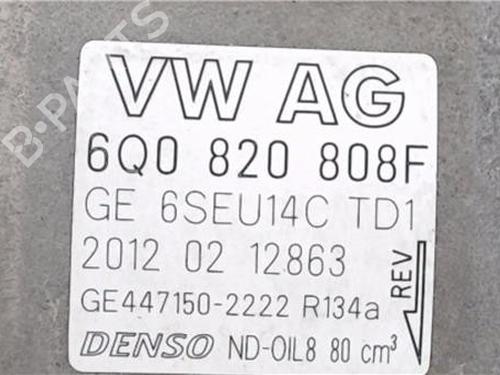 VW AG
6Q0 820 808F
GE 6SEU14C TD1
2012 02 12863
GE447150-2222 R134a
REV
DENSO ND-OIL8 80 cm³
B-PARTS